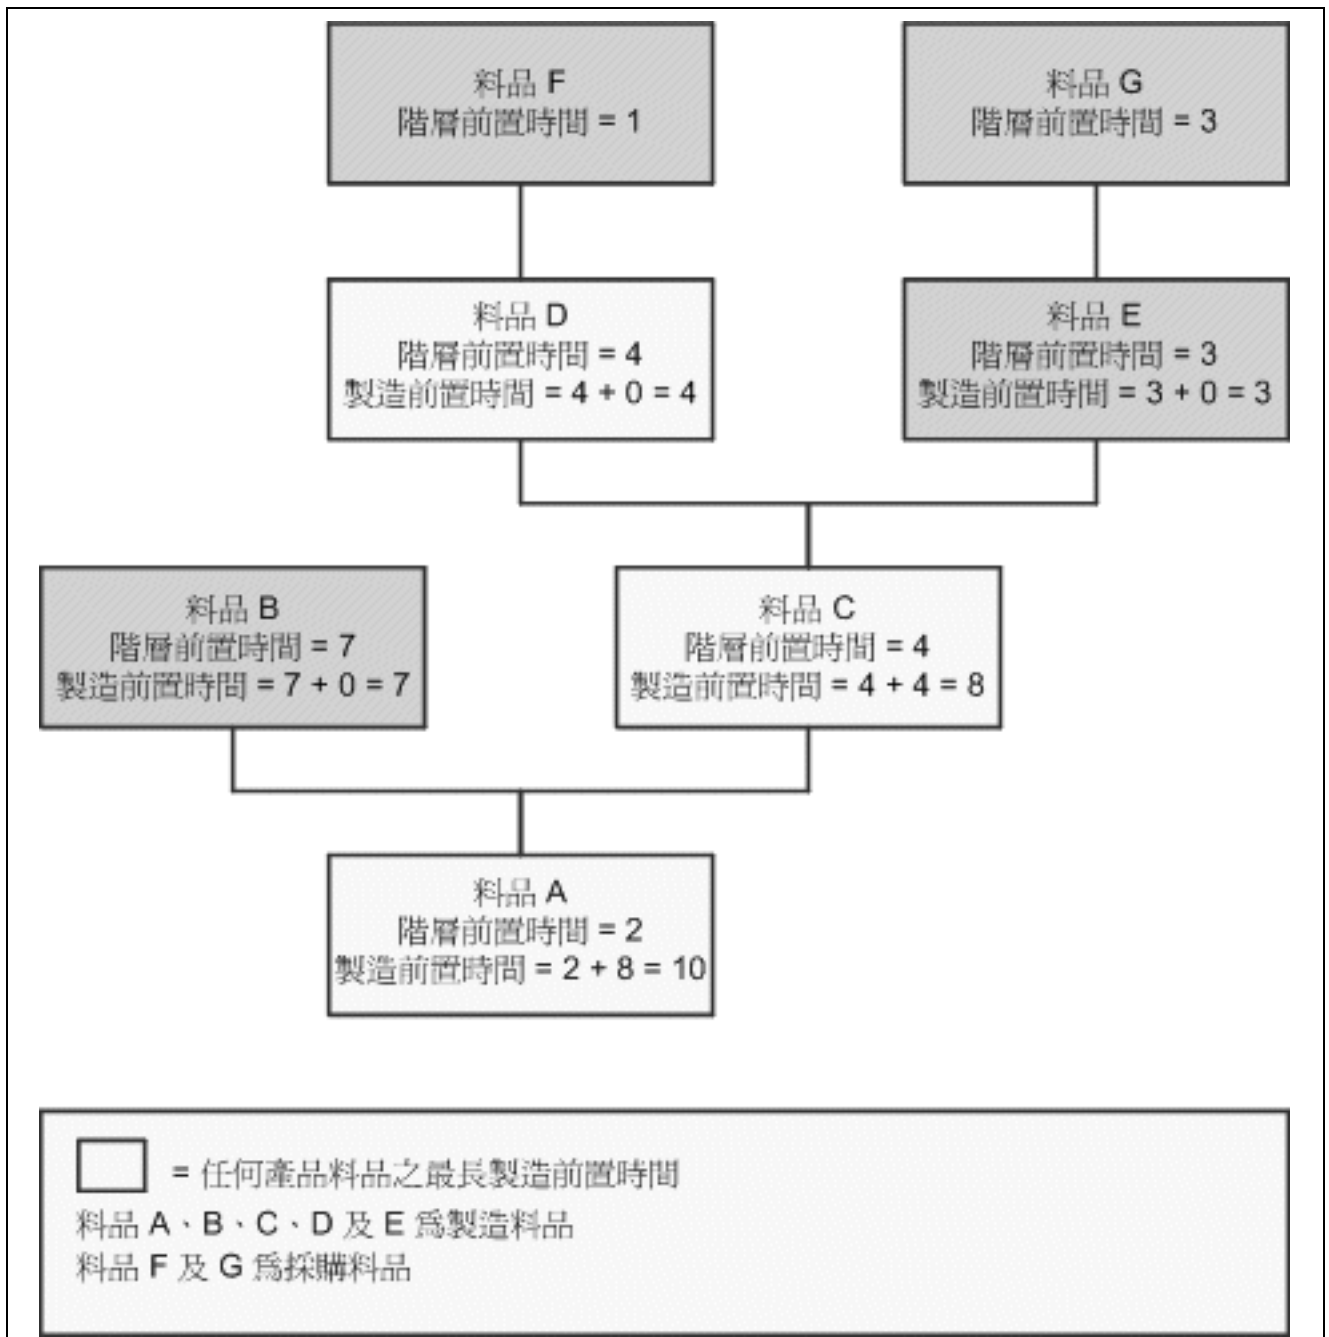 料品 F
階層前置時間 = 1
料品 G
階層前置時間 = 3
料品 D
階層前置時間 = 4
製造前置時間 = 4 + 0 = 4
料品 E
階層前置時間 = 3
製造前置時間 = 3 + 0 = 3
料品 B
階層前置時間 = 7
製造前置時間 = 7 + 0 = 7
料品 C
階層前置時間 = 4
製造前置時間 = 4 + 4 = 8
料品 A
階層前置時間 = 2
製造前置時間 = 2 + 8 = 10
= 任何產品料品之最長製造前置時間
料品 A、B、C、D 及 E 爲製造料品
料品 F 及 G 爲採購料品